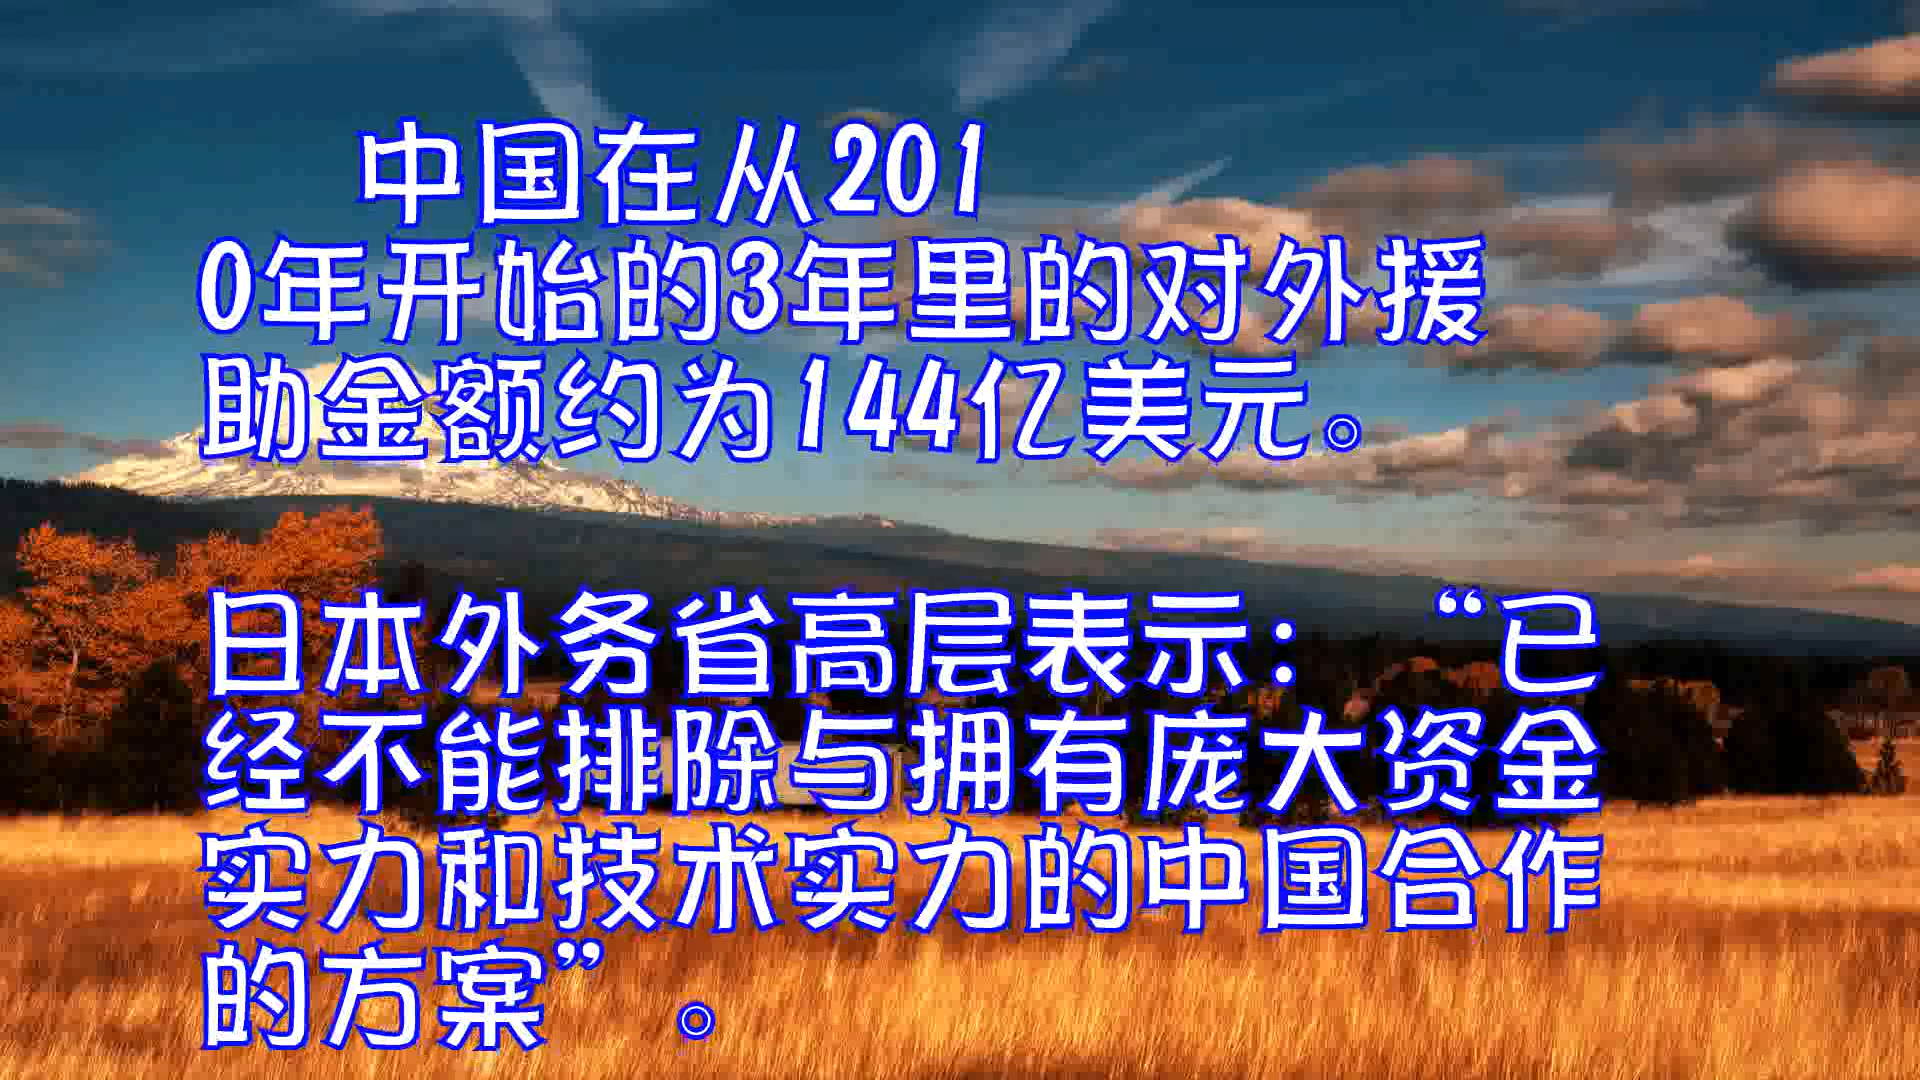 中国在从201
0年开始的3年里的对外援
助金额约为144亿美元。
日本外务省高层表示：“已
经不能排除与拥有庞大资金
实力和技术实力的中国合作
的方案”。